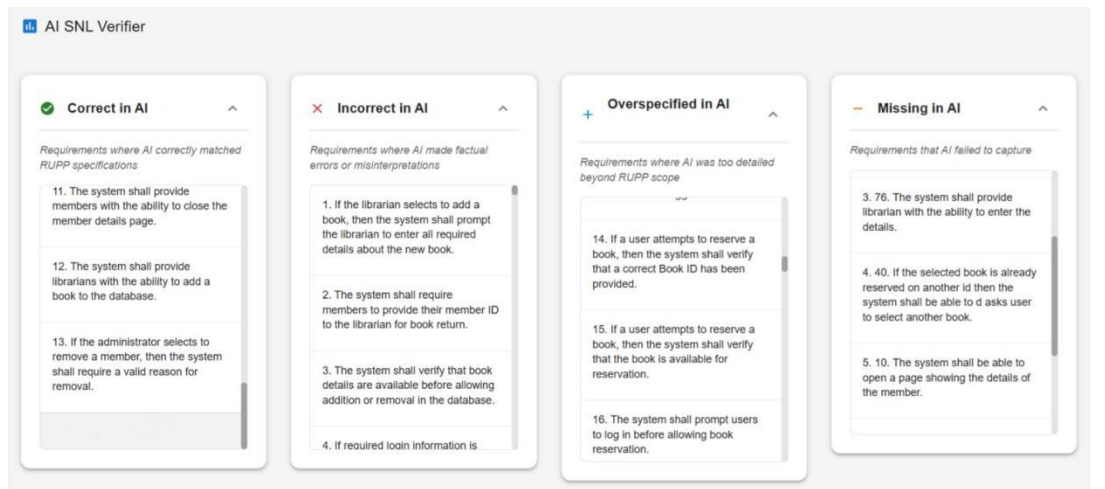 AI SNL Verifier
Correct in AI
Requirements where AI correctly matched
RUPP specifications
11. The system shall provide
members with the ability to close the
member details page.
12. The system shall provide
librarians with the ability to add a
book to the database.
13. If the administrator selects to
remove a member, then the system
shall require a valid reason for
removal.
Incorrect in AI
Requirements where AI made factual
errors or misinterpretations
1. If the librarian selects to add a
book, then the system shall prompt
the librarian to enter all required
details about the new book.
2. The system shall require
members to provide their member ID
to the librarian for book return.
3. The system shall verify that book
details are available before allowing
addition or removal in the database.
4. If required login information is
Overspecified in AI
Requirements where AI was too detailed
beyond RUPP scope
14. If a user attempts to reserve a
book, then the system shall verify
that a correct Book ID has been
provided.
15. If a user attempts to reserve a
book, then the system shall verify
that the book is available for
reservation.
16. The system shall prompt users
to log in before allowing book
reservation.
Missing in AI
Requirements that AI failed to capture
3. 76. The system shall provide
librarian with the ability to enter the
details.
4. 40. If the selected book is already
reserved on another id then the
system shall be able to d asks user
to select another book.
5. 10. The system shall be able to
open a page showing the details of
the member.